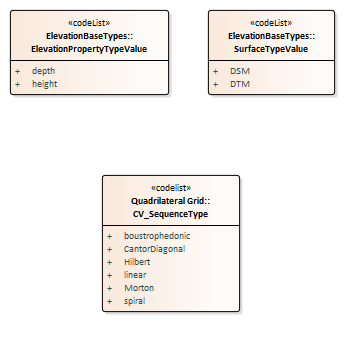 «codeList»
ElevationBaseTypes::
ElevationPropertyTypeValue
+ depth
+ height
«codeList»
ElevationBaseTypes::
SurfaceTypeValue
+ DSM
+ DTM
«codelist»
Quadrilateral Grid::
CV_SequenceType
+ boustrophedonic
+ CantorDiagonal
+ Hilbert
+ linear
+ Morton
+ spiral